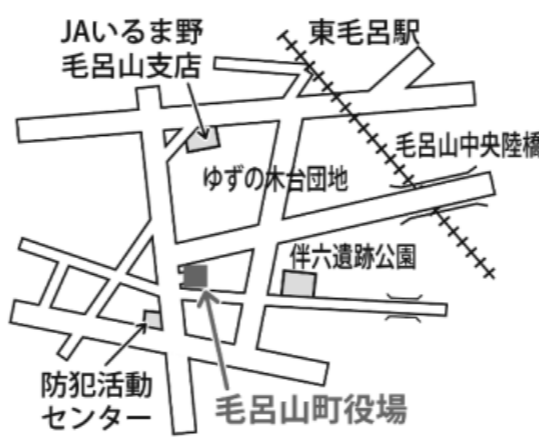 JAいるま野
毛呂山支店
東毛呂駅
毛呂山中央陸橋
ゆずの木台団地
伴六遺跡公園
防犯活動
センター
毛呂山町役場